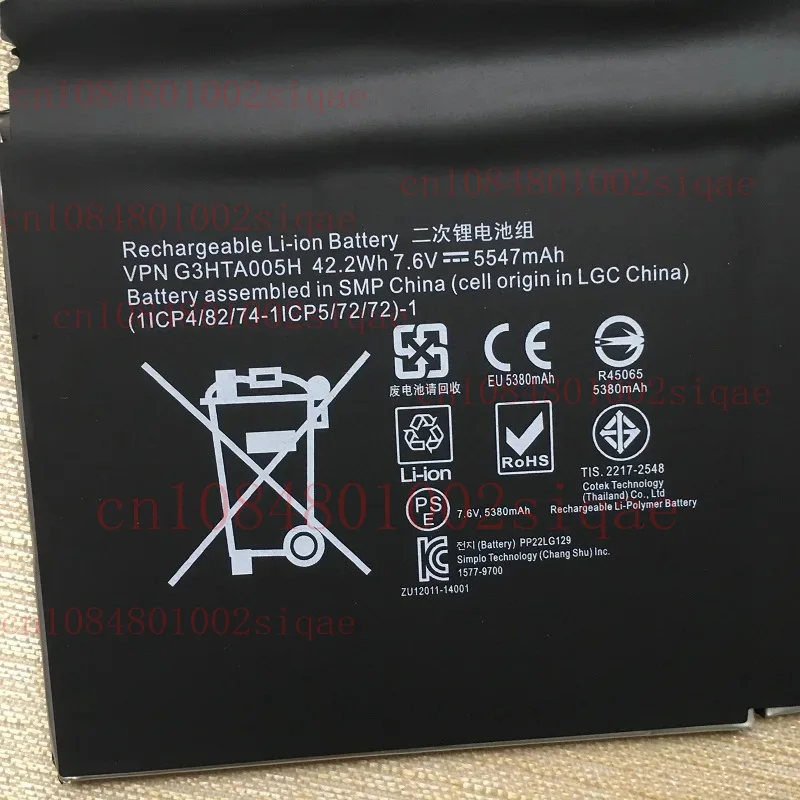 cn1084801002siqae
cn1084801002siqae
cn1084801002siqae
Rechargeable Li-ion Battery 二次锂电池组
VPN G3HTA005H 42.2Wh 7.6V 5547mAh
Battery assembled in SMP China (cell origin in LGC China)
(1ICP4/82/74-1ICP5/72/72)-1
cn1084801002siqae
废电池请回收
EU 5380mAh
R45065
5380mAh
cn1084801002siqae
Li-ion
RoHS
TIS. 2217-2548
Cotek Technology
(Thailand) Co., Ltd
Rechargeable Li-Polymer Battery
PS
E
7.6V, 5380mAh
cn1084801002siqae
전지 (Battery) PP22LG129
Simplo Technology (Chang Shu) Inc.
1577-9700
ZU12011-14001
cn1084801002siqae
cn1084801002siqae